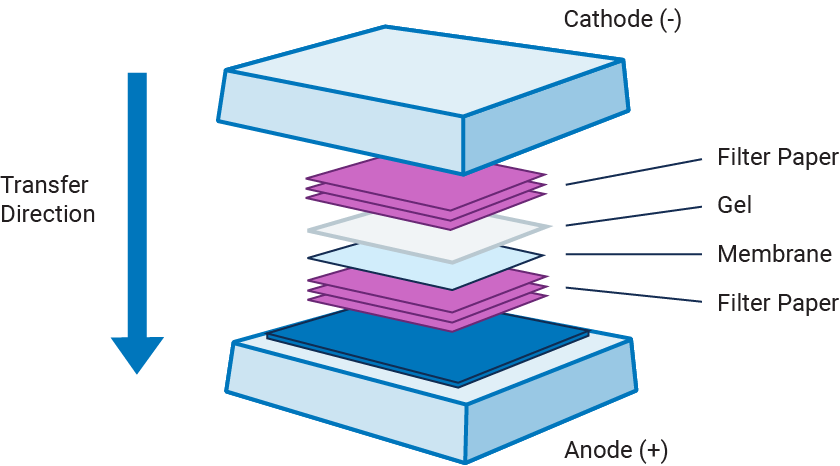 Cathode (-)
Filter Paper
Transfer
Direction
Gel
Membrane
Filter Paper
Anode (+)